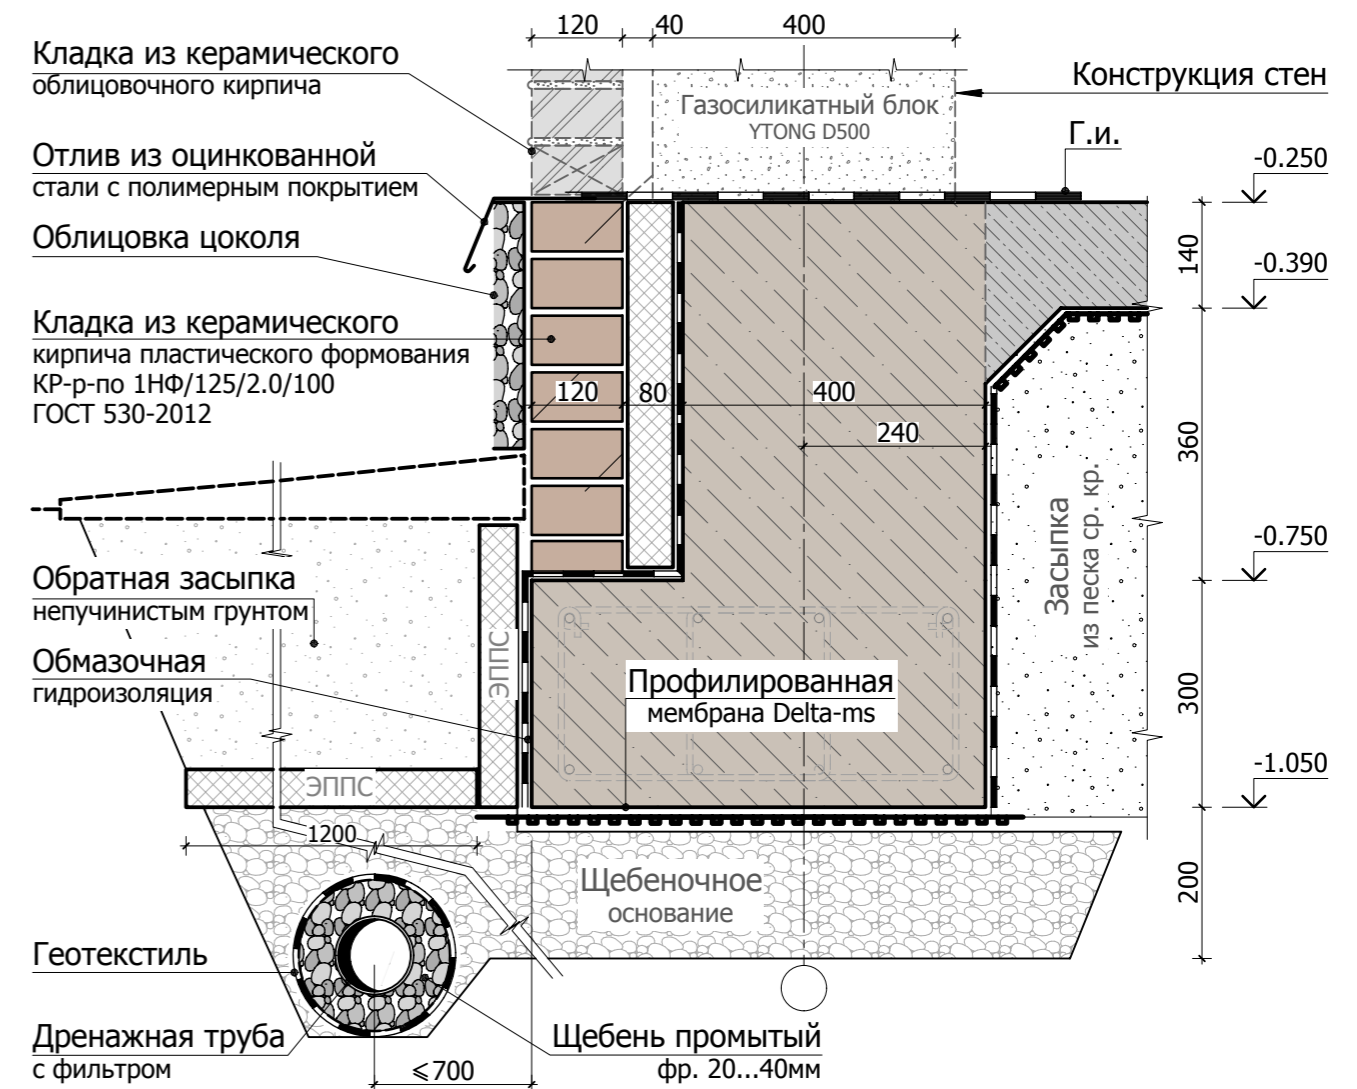 120
40
400
Кладка из керамического
облицовочного кирпича
Конструкция стен
Газосиликатный блок
YTONG D500
Г.и.
Отлив из оцинкованной
стали с полимерным покрытием
-0.250
Облицовка цоколя
140
-0.390
Кладка из керамического
кирпича пластического формования
КР-р-по 1НФ/125/2.0/100
ГОСТ 530-2012
120
80
400
240
360
Засыпка
из песка ср. кр.
-0.750
Обратная засыпка
непучинистым грунтом
Обмазочная
гидроизоляция
ЭППС
Профилированная
мембрана Delta-ms
300
-1.050
ЭППС
1200
Щебеночное
основание
200
Геотекстиль
Дренажная труба
с фильтром
Щебень промытый
фр. 20...40мм
⩽700